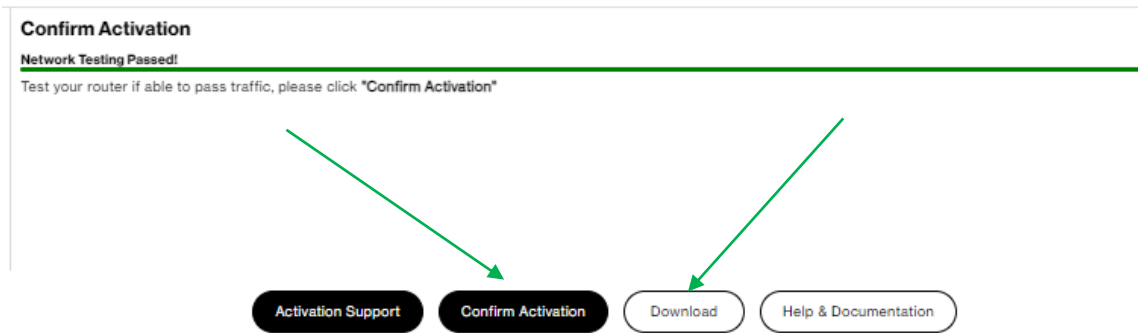 Confirm Activation
Network Testing Passed!
Test your router if able to pass traffic, please click "Confirm Activation"
Activation Support
Confirm Activation
Download
Help & Documentation